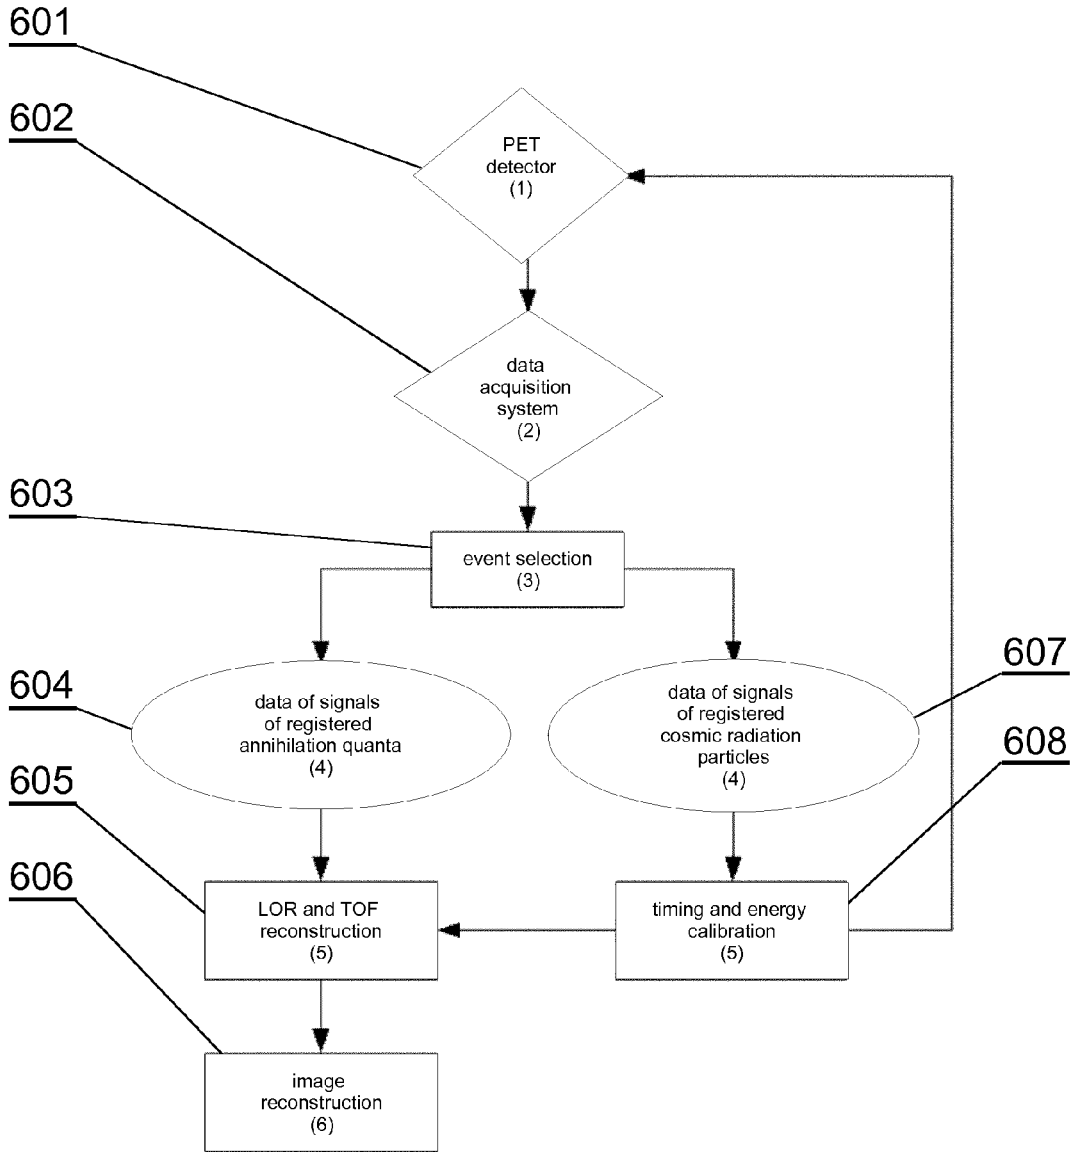 601
602
PET
detector
(1)
data
acquisition
system
(2)
603
event selection
(3)
604
data of signals
of registered
annihilation quanta
(4)
607
data of signals
of registered
cosmic radiation
particles
(4)
608
605
LOR and TOF
reconstruction
(5)
timing and energy
calibration
(5)
606
image
reconstruction
(6)